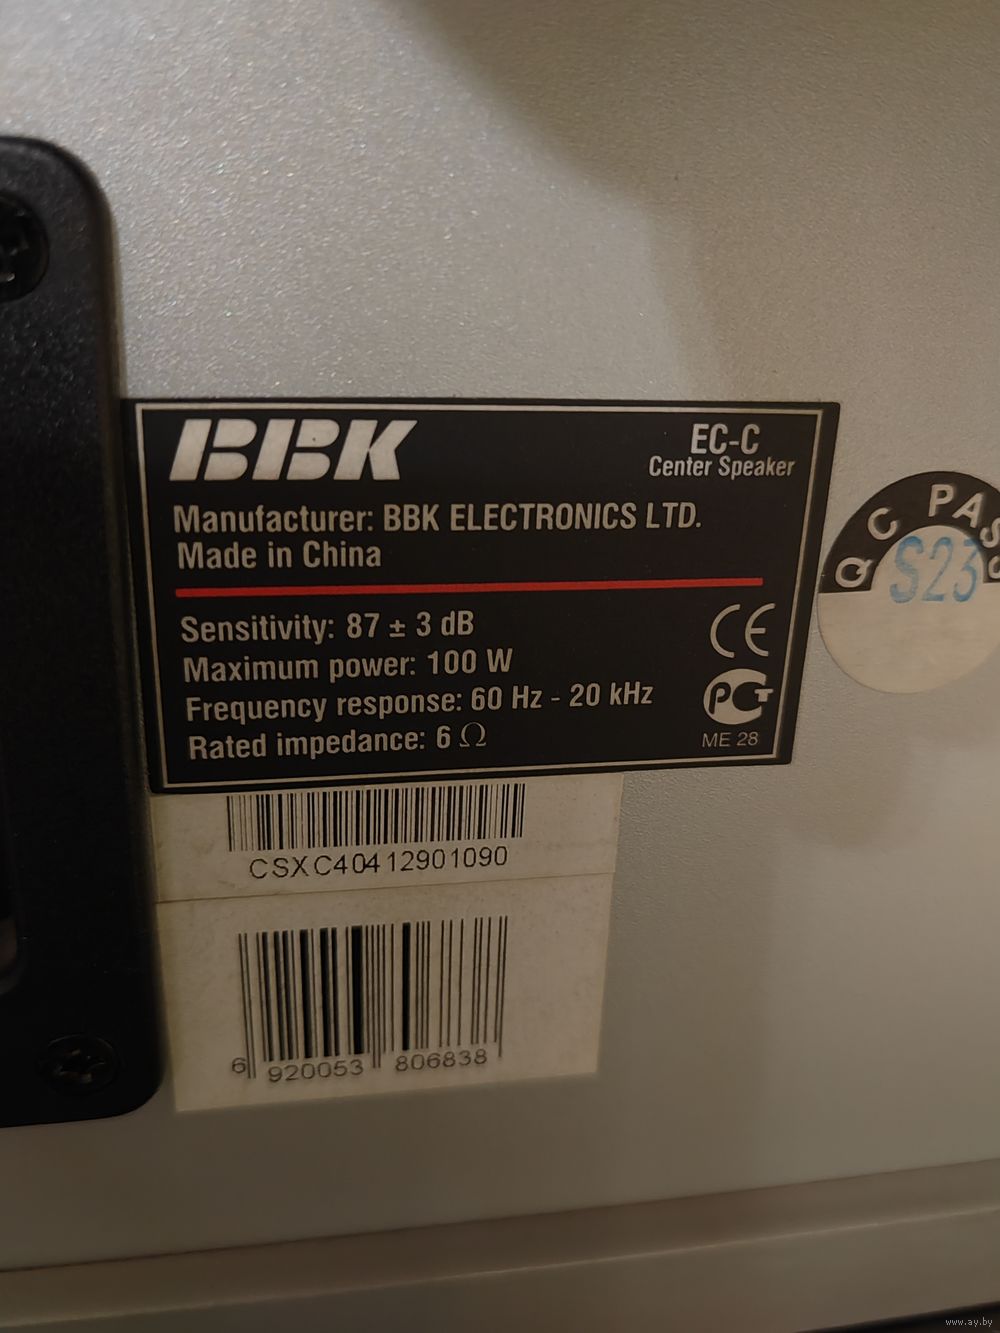 BBK
EC-C
Center Speaker
Manufacturer: BBK ELECTRONICS LTD.
Made in China
Sensitivity: 87 ± 3 dB
Maximum power: 100 W
Frequency response: 60 Hz - 20 kHz
Rated impedance: 6 Ω
CE
РСТ
ME 28
QC PASS
S23
CSXC40412901090
6 920053 806838
www.ay.by